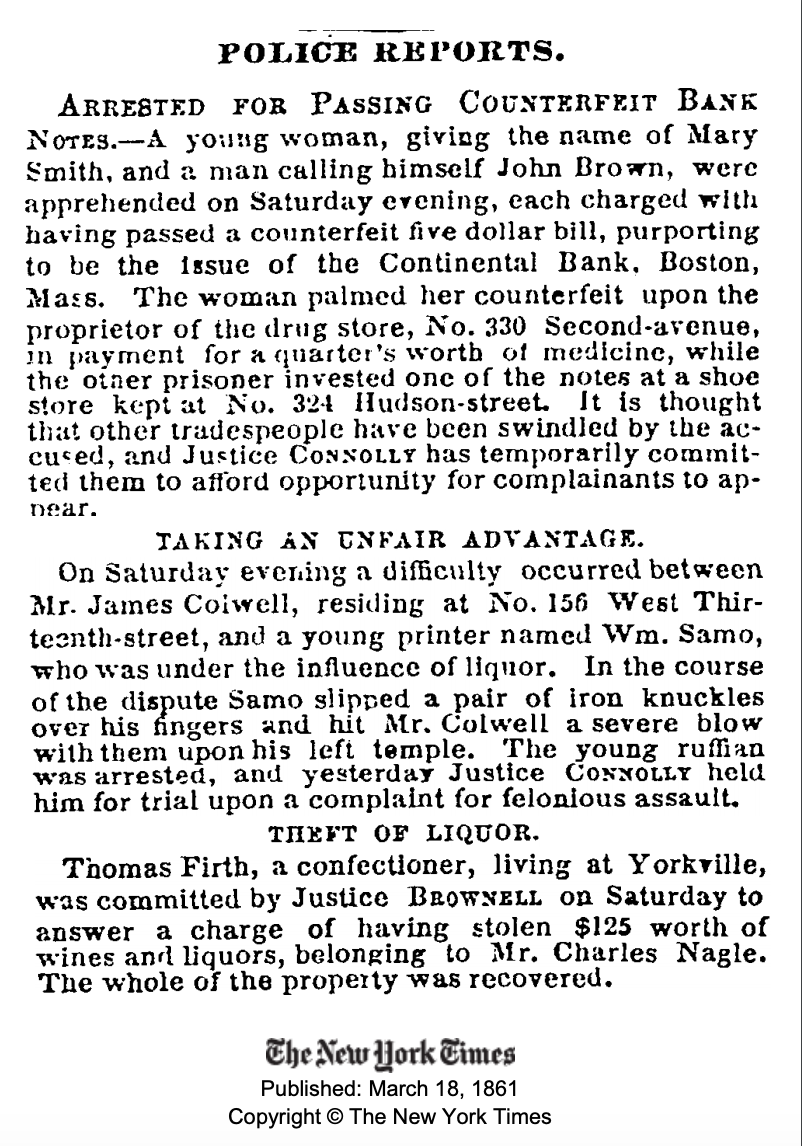 POLICE REPORTS.
ARRESTED FOR PASSING COUNTERFEIT BANK
NOTES.—A young woman, giving the name of Mary
Smith, and a man calling himself John Brown, were
apprehended on Saturday evening, each charged with
having passed a counterfeit five dollar bill, purporting
to be the issue of the Continental Bank, Boston,
Mass. The woman palmed her counterfeit upon the
proprietor of the drug store, No. 330 Second-avenue,
in payment for a quarter's worth of medicine, while
the other prisoner invested one of the notes at a shoe
store kept at No. 324 Hudson-street. It is thought
that other tradespeople have been swindled by the ac-
cused, and Justice CONNOLLY has temporarily commit-
ted them to afford opportunity for complainants to ap-
pear.
TAKING AN UNFAIR ADVANTAGE.
On Saturday evening a difficulty occurred between
Mr. James Colwell, residing at No. 156 West Thir-
teenth-street, and a young printer named Wm. Samo,
who was under the influence of liquor. In the course
of the dispute Samo slipped a pair of iron knuckles
over his fingers and hit Mr. Colwell a severe blow
with them upon his left temple. The young ruffian
was arrested, and yesterday Justice CONNOLLY held
him for trial upon a complaint for felonious assault.
THEFT OF LIQUOR.
Thomas Firth, a confectioner, living at Yorkville,
was committed by Justice BROWNELL on Saturday to
answer a charge of having stolen $125 worth of
wines and liquors, belonging to Mr. Charles Nagle.
The whole of the property was recovered.
The New York Times
Published: March 18, 1861
Copyright © The New York Times